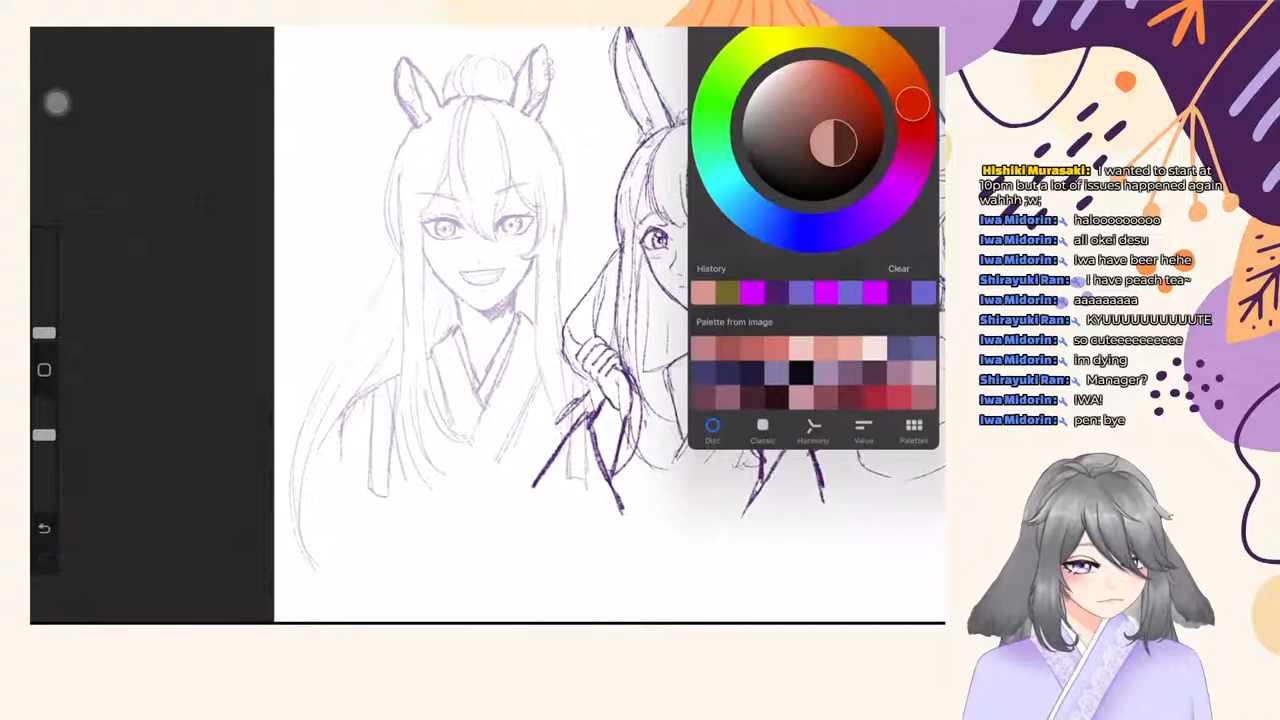 History
Clear
Palette from image
Disc
Classic
Harmony
Value
Palettes
Hishiki Murasaki: I wanted to start at
10pm but a lot of issues happened again
wahhh ;w;
Iwa Midorin: halooooooooo
Iwa Midorin: all okei desu
Iwa Midorin: Iwa have beer hehe
Shirayuki Ran: I have peach tea~
Iwa Midorin: aaaaaaaaa
Shirayuki Ran: KYUUUUUUUUUUTE
Iwa Midorin: so cuteeeeeeeeee
Iwa Midorin: im dying
Shirayuki Ran: Manager?
Iwa Midorin: IWA!
Iwa Midorin: pen: bye